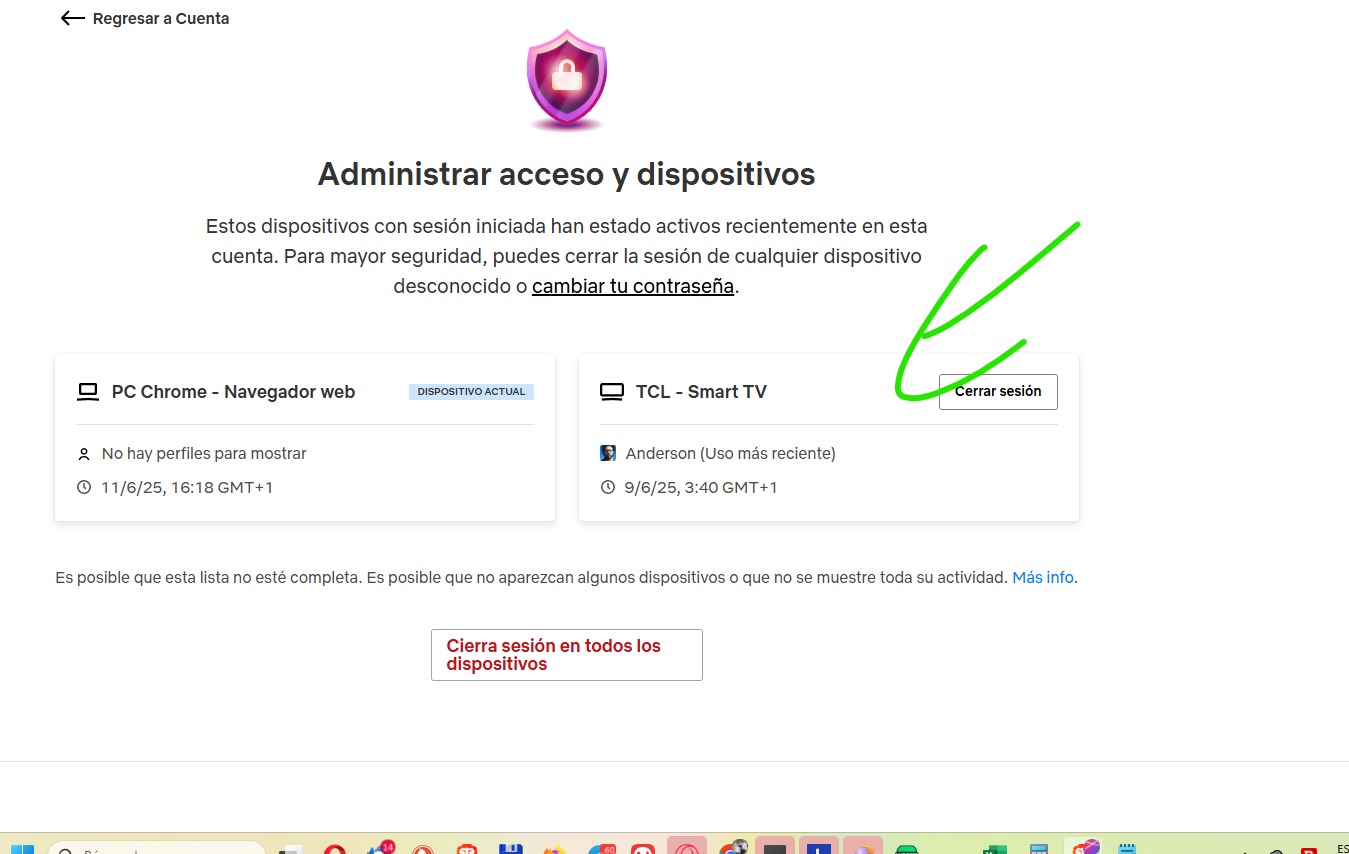 Regresar a Cuenta
Administrar acceso y dispositivos
Estos dispositivos con sesión iniciada han estado activos recientemente en esta
cuenta. Para mayor seguridad, puedes cerrar la sesión de cualquier dispositivo
desconocido o cambiar tu contraseña.
PC Chrome - Navegador web
DISPOSITIVO ACTUAL
No hay perfiles para mostrar
11/6/25, 16:18 GMT+1
TCL - Smart TV
Cerrar sesión
Anderson (Uso más reciente)
9/6/25, 3:40 GMT+1
Es posible que esta lista no esté completa. Es posible que no aparezcan algunos dispositivos o que no se muestre toda su actividad. Más info.
Cierra sesión en todos los
dispositivos
14
60
ES